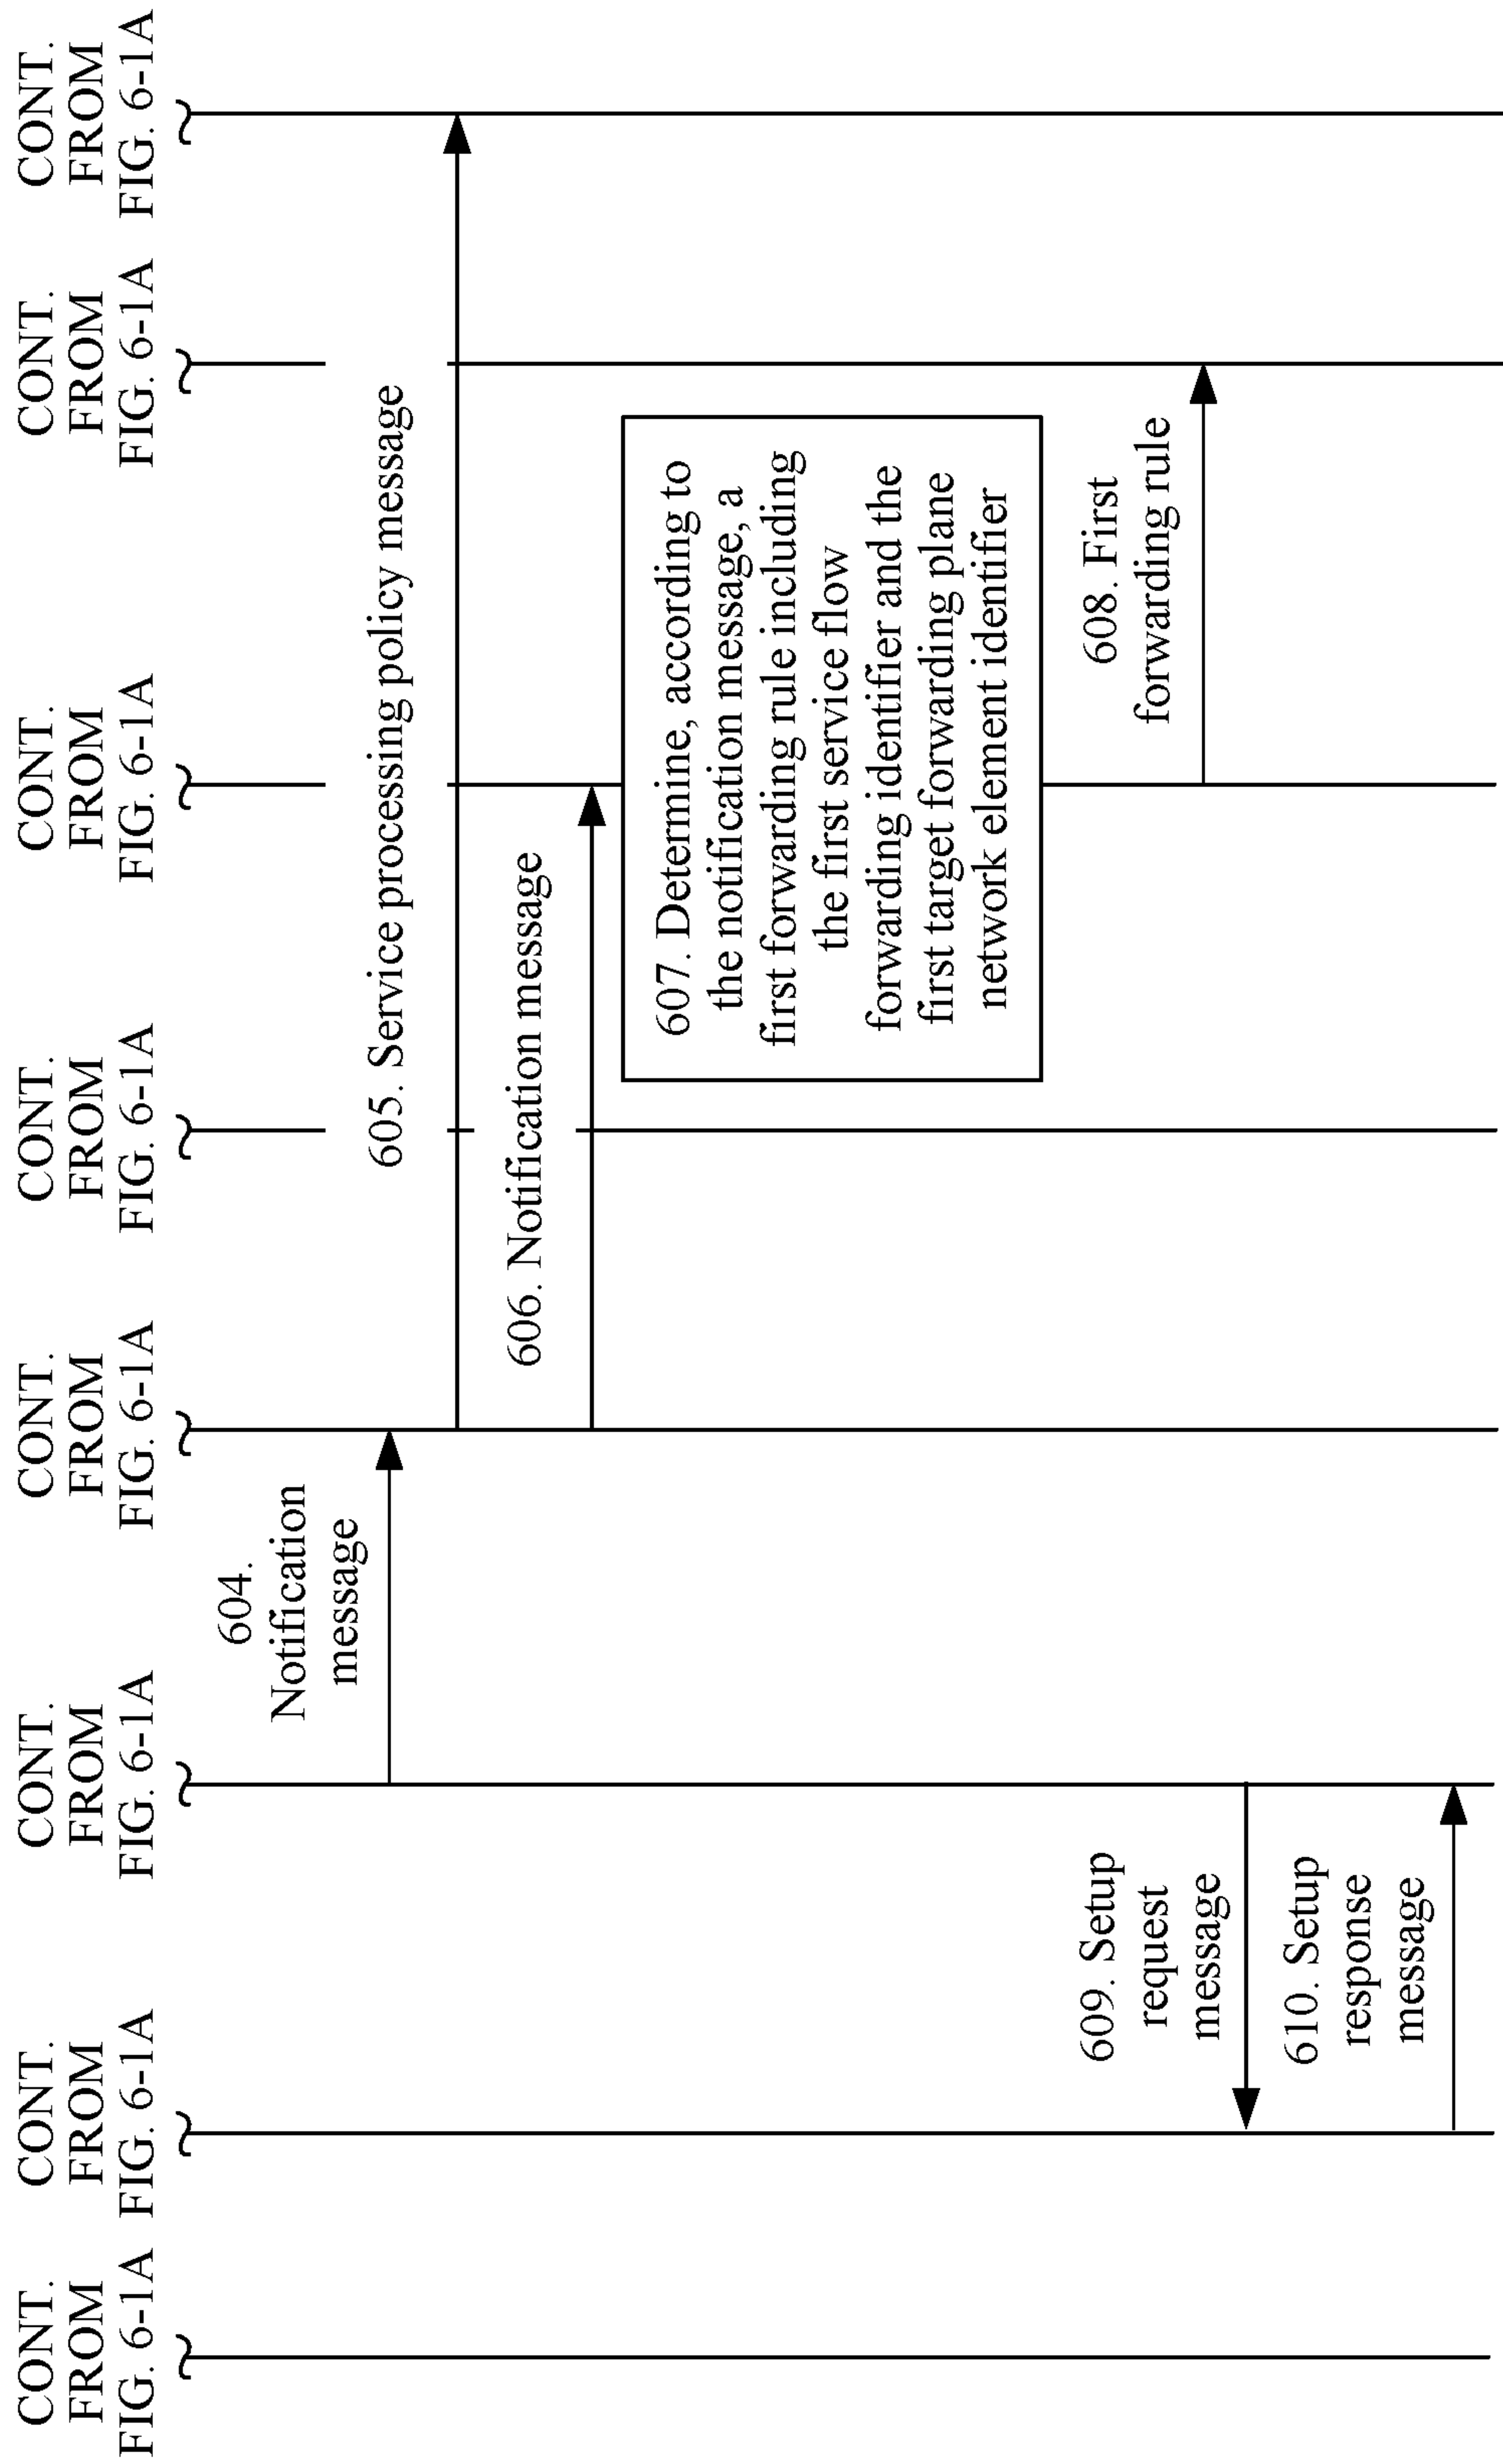 CONT.
FROM
FIG. 6-1A
CONT.
FROM
FIG. 6-1A
CONT.
FROM
FIG. 6-1A
CONT.
FROM
FIG. 6-1A
CONT.
FROM
FIG. 6-1A
CONT.
FROM
FIG. 6-1A
CONT.
FROM
FIG. 6-1A
CONT.
FROM
FIG. 6-1A
604.
Notification
message
605. Service processing policy message
606. Notification message
607. Determine, according to
the notification message, a
first forwarding rule including
the first service flow
forwarding identifier and the
first target forwarding plane
network element identifier
608. First
forwarding rule
609. Setup
request
message
610. Setup
response
message